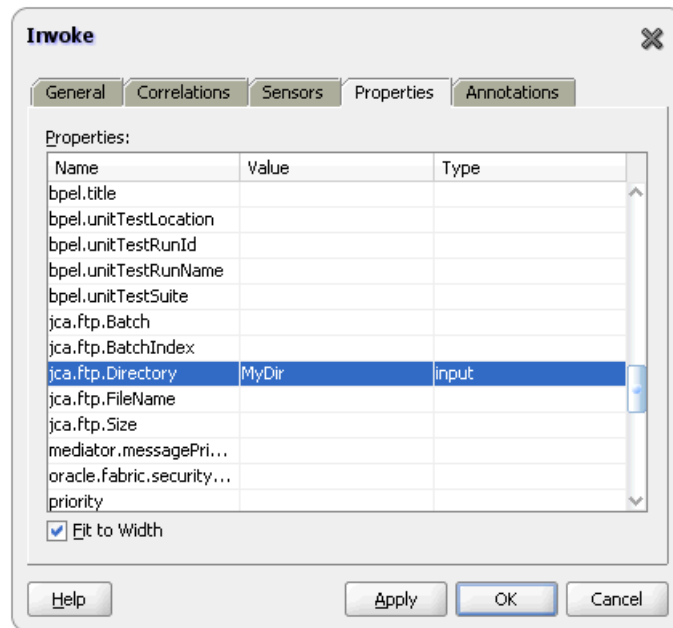 Invoke
General Correlations Sensors Properties Annotations
Properties:
Name Value Type
bpel.title
bpel.unitTestLocation
bpel.unitTestRunId
bpel.unitTestRunName
bpel.unitTestSuite
jca.ftp.Batch
jca.ftp.BatchIndex
jca.ftp.Directory MyDir input
jca.ftp.FileName
jca.ftp.Size
mediator.messagePri...
oracle.fabric.security...
priority
Fit to Width
Help Apply OK Cancel